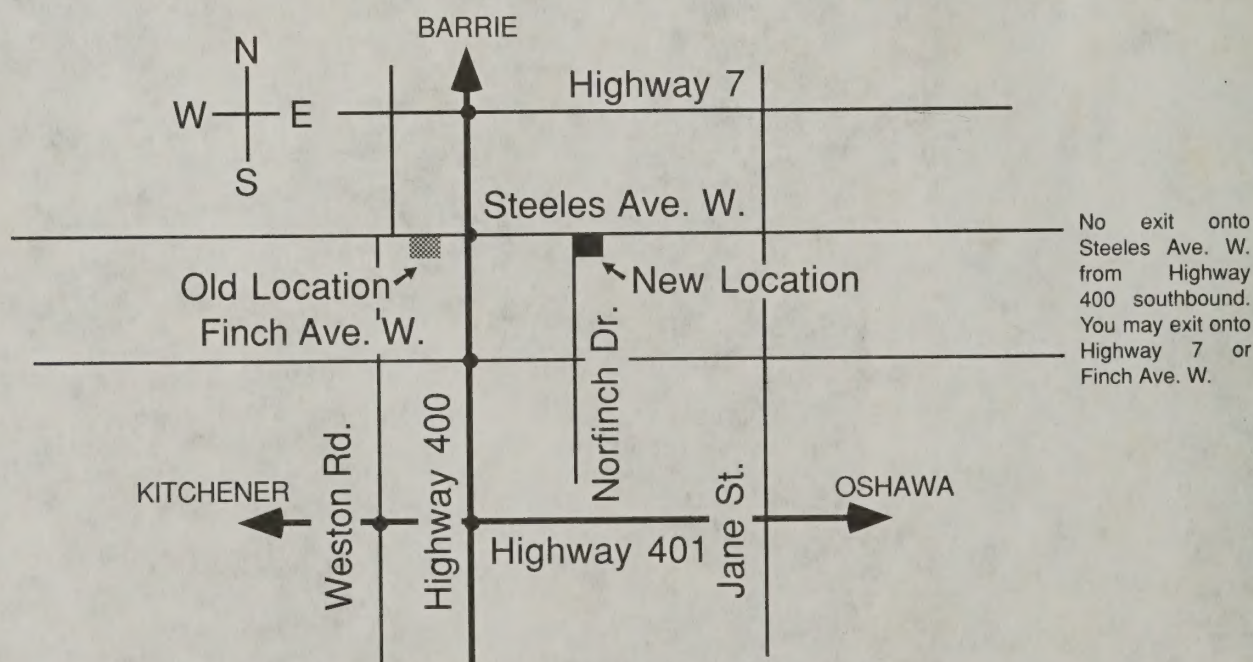 BARRIE
N
Highway 7
W E
S
Steeles Ave. W.
No exit onto
Steeles Ave. W.
from Highway
400 southbound.
You may exit onto
Highway 7 or
Finch Ave. W.
Old Location
New Location
Finch Ave. W.
Weston Rd.
Highway 400
Norfinch Dr.
Jane St.
KITCHENER
OSHAWA
Highway 401